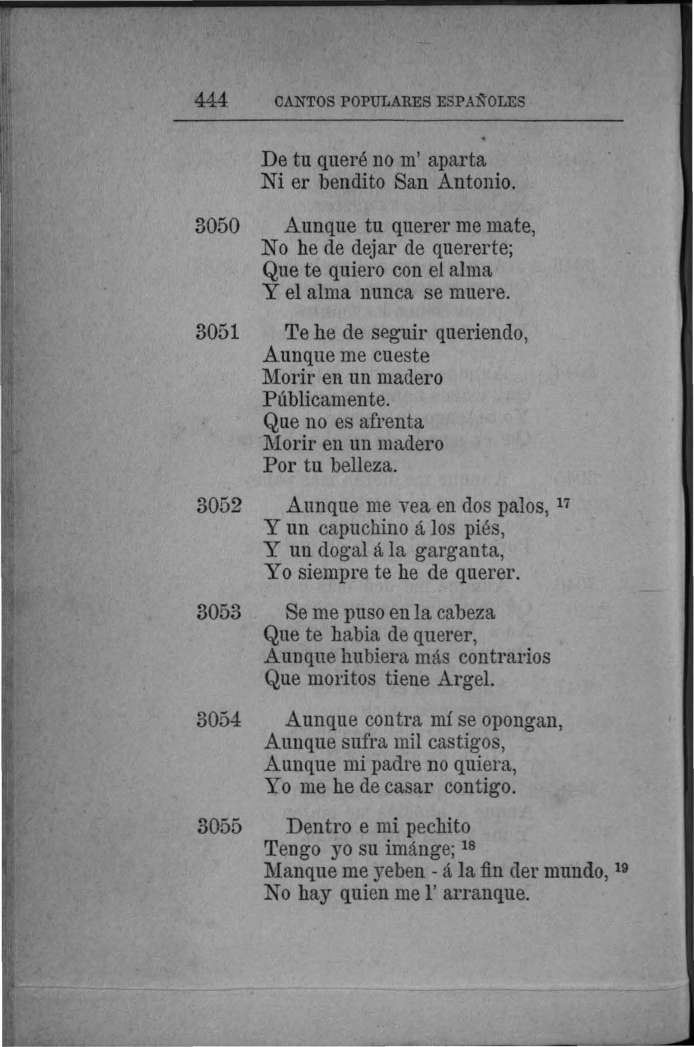 444 CANTOS POPULARES ESPAÑOLES
De tu queré no m' aparta
Ni er bendito San Antonio.
3050 Aunque tu querer me mate,
No he de dejar de quererte;
Que te quiero con el alma
Y el alma nunca se muere.
3051 Te he de seguir queriendo,
Aunque me cueste
Morir en un madero
Públicamente.
Que no es afrenta
Morir en un madero
Por tu belleza.
3052 Aunque me vea en dos palos, 17
Y un capuchino á los piés,
Y un dogal á la garganta,
Yo siempre te he de querer.
3053 Se me puso en la cabeza
Que te habia de querer,
Aunque hubiera más contrarios
Que moritos tiene Argel.
3054 Aunque contra mí se opongan,
Aunque sufra mil castigos,
Aunque mi padre no quiera,
Yo me he de casar contigo.
3055 Dentro e mi pechito
Tengo yo su imánge; 18
Manque me yeben - á la fin der mundo, 19
No hay quien me l' arranque.